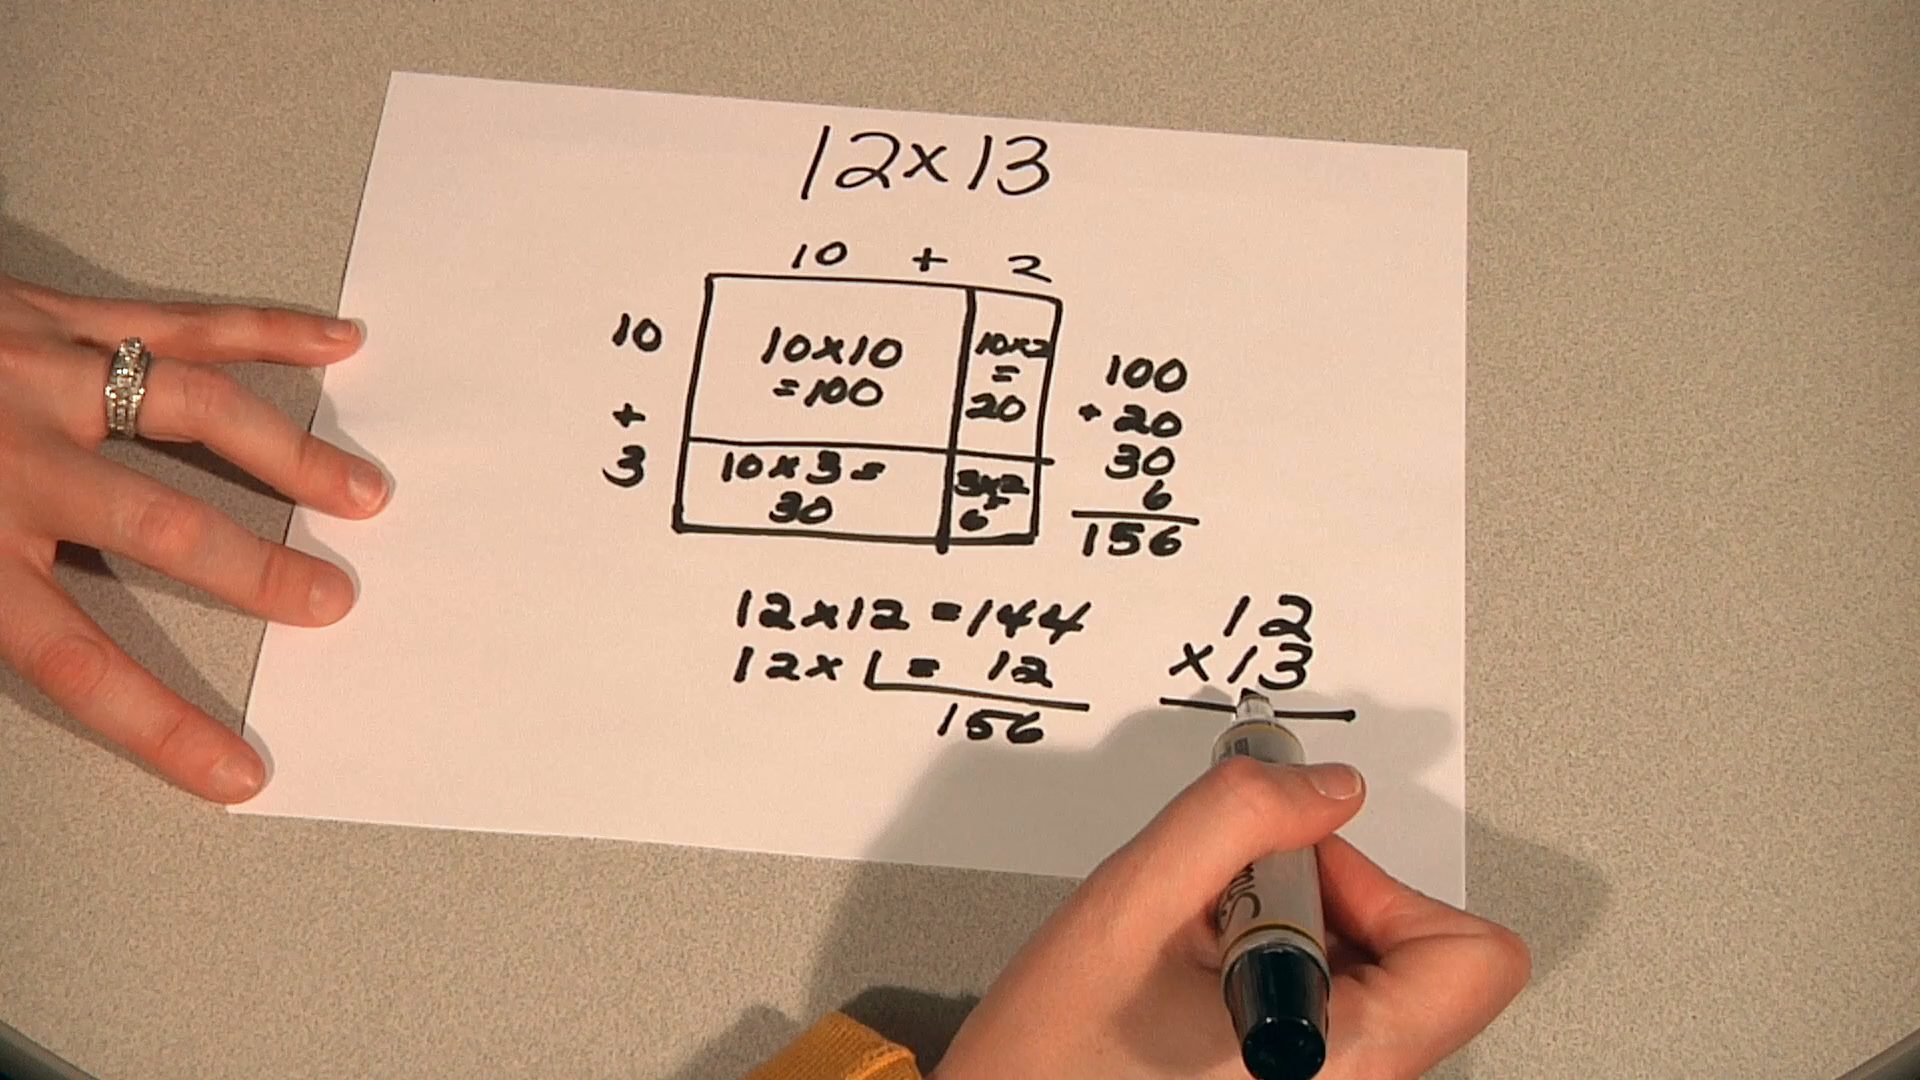 12x13
10 + 2
10
+
3
10x10
=100
10x2
=
20
10x3=
30
3x2
=
6
100
+ 20
30
6
156
12x12 =144
12x1 = 12
156
12
x13